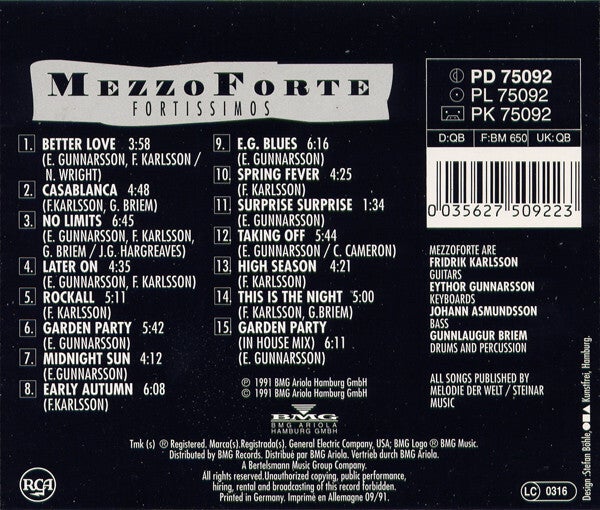 MEZZOFORTE
FORTISSIMOS
1. BETTER LOVE 3:58
(E. GUNNARSSON, F. KARLSSON /
N. WRIGHT)
2. CASABLANCA 4:48
(F.KARLSSON, G. BRIEM)
3. NO LIMITS 6:45
(E. GUNNARSSON, F. KARLSSON,
G. BRIEM / J.G. HARGREAVES)
4. LATER ON 4:35
(E. GUNNARSSON, F. KARLSSON)
5. ROCKALL 5:11
(F. KARLSSON)
6. GARDEN PARTY 5:42
(E. GUNNARSSON)
7. MIDNIGHT SUN 4:12
(E.GUNNARSSON)
8. EARLY AUTUMN 6:08
(F.KARLSSON)
9. E.G. BLUES 6:16
(E. GUNNARSSON)
10. SPRING FEVER 4:25
(F. KARLSSON)
11 SURPRISE SURPRISE 1:34
(E. GUNNARSSON)
12 TAKING OFF 5:44
(E. GUNNARSSON / C. CAMERON)
13 HIGH SEASON 4:21
(F. KARLSSON)
14 THIS IS THE NIGHT 5:00
(F. KARLSSON, G.BRIEM)
15 GARDEN PARTY
(IN HOUSE MIX) 6:11
(E. GUNNARSSON)
℗ 1991 BMG Ariola Hamburg GmbH
© 1991 BMG Ariola Hamburg GmbH
BMG
BMG ARIOLA
HAMBURG GMBH
PD 75092
PL 75092
PK 75092
D:QB F:BM 650 UK:QB
0 035627 509223
MEZZOFORTE ARE
FRIDRIK KARLSSON
GUITARS
EYTHOR GUNNARSSON
KEYBOARDS
JOHANN ASMUNDSSON
BASS
GUNNLAUGUR BRIEM
DRUMS AND PERCUSSION
ALL SONGS PUBLISHED BY
MELODIE DER WELT / STEINAR
MUSIC
Design :Stefan Böhle, Kunstfrei, Hamburg.
Tmk (s) ® Registered. Marca(s).Registrada(s). General Electric Company, USA; BMG Logo ® BMG Music.
Distributed by BMG Records. Distribué par BMG Ariola. Vertrieb durch BMG Ariola.
A Bertelsmann Music Group Company.
All rights reserved.Unauthorized copying, public performance,
hiring, rental and broadcasting of this record forbidden.
Printed in Germany. Imprimé en Allemagne 09/91.
RCA
LC 0316